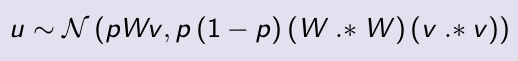 u ∼ 𝒩 (pWv, p (1 − p) (W .∗ W) (v .∗ v))